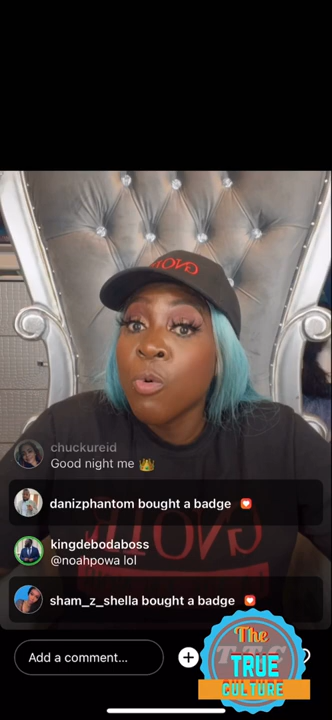 chuckureid
Good night me 👑
danizphantom bought a badge
kingdebodaboss
@noahpowa lol
sham_z_shella bought a badge
Add a comment...
The
T.T.C
TRUE
CULTURE